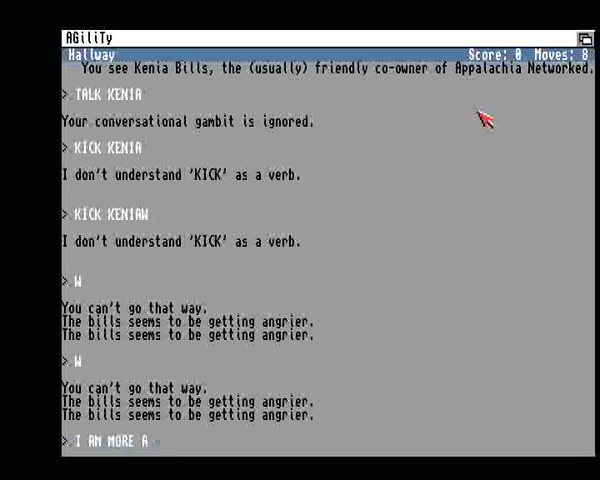 AGiliTy
Hallway Score: 0 Moves: 8
You see Kenia Bills, the (usually) friendly co-owner of Appalachia Networked.
> TALK KENIA
Your conversational gambit is ignored.
> KICK KENIA
I don't understand 'KICK' as a verb.
> KICK KENIAW
I don't understand 'KICK' as a verb.
> W
You can't go that way.
The bills seems to be getting angrier.
The bills seems to be getting angrier.
> W
You can't go that way.
The bills seems to be getting angrier.
The bills seems to be getting angrier.
> I AM MORE A